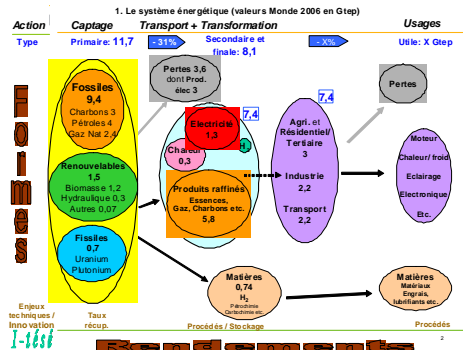 1. Le système énergétique (valeurs Monde 2006 en Gtep)
Action
Captage
Transport + Transformation
Usages
Type
Primaire: 11,7
- 31%
Secondaire et
finale: 8,1
- X%
Utile: X Gtep
Formes
Fossiles
9,4
Charbons 3
Pétroles 4
Gaz Nat 2,4
Renouvelables
1,5
Biomasse 1,2
Hydraulique 0,3
Autres 0,07
Fissiles
0,7
Uranium
Plutonium
Pertes 3,6
dont Prod.
élec 3
7,4
Electricité
1,3
Chaleur
0,3
H
Produits raffinés
Essences,
Gaz, Charbons etc.
5,8
7,4
Agri. et
Résidentiel/
Tertiaire
3
Industrie
2,2
Transport
2,2
Pertes
Moteur
Chaleur/ froid
Eclairage
Electronique
Etc.
Matières
0,74
H2
Pétrochimie
Carbochimie etc.
Matières
Matériaux
Engrais,
lubrifiants etc.
Enjeux
techniques /
Innovation
Taux
récup.
Procédés / Stockage
Procédés
2